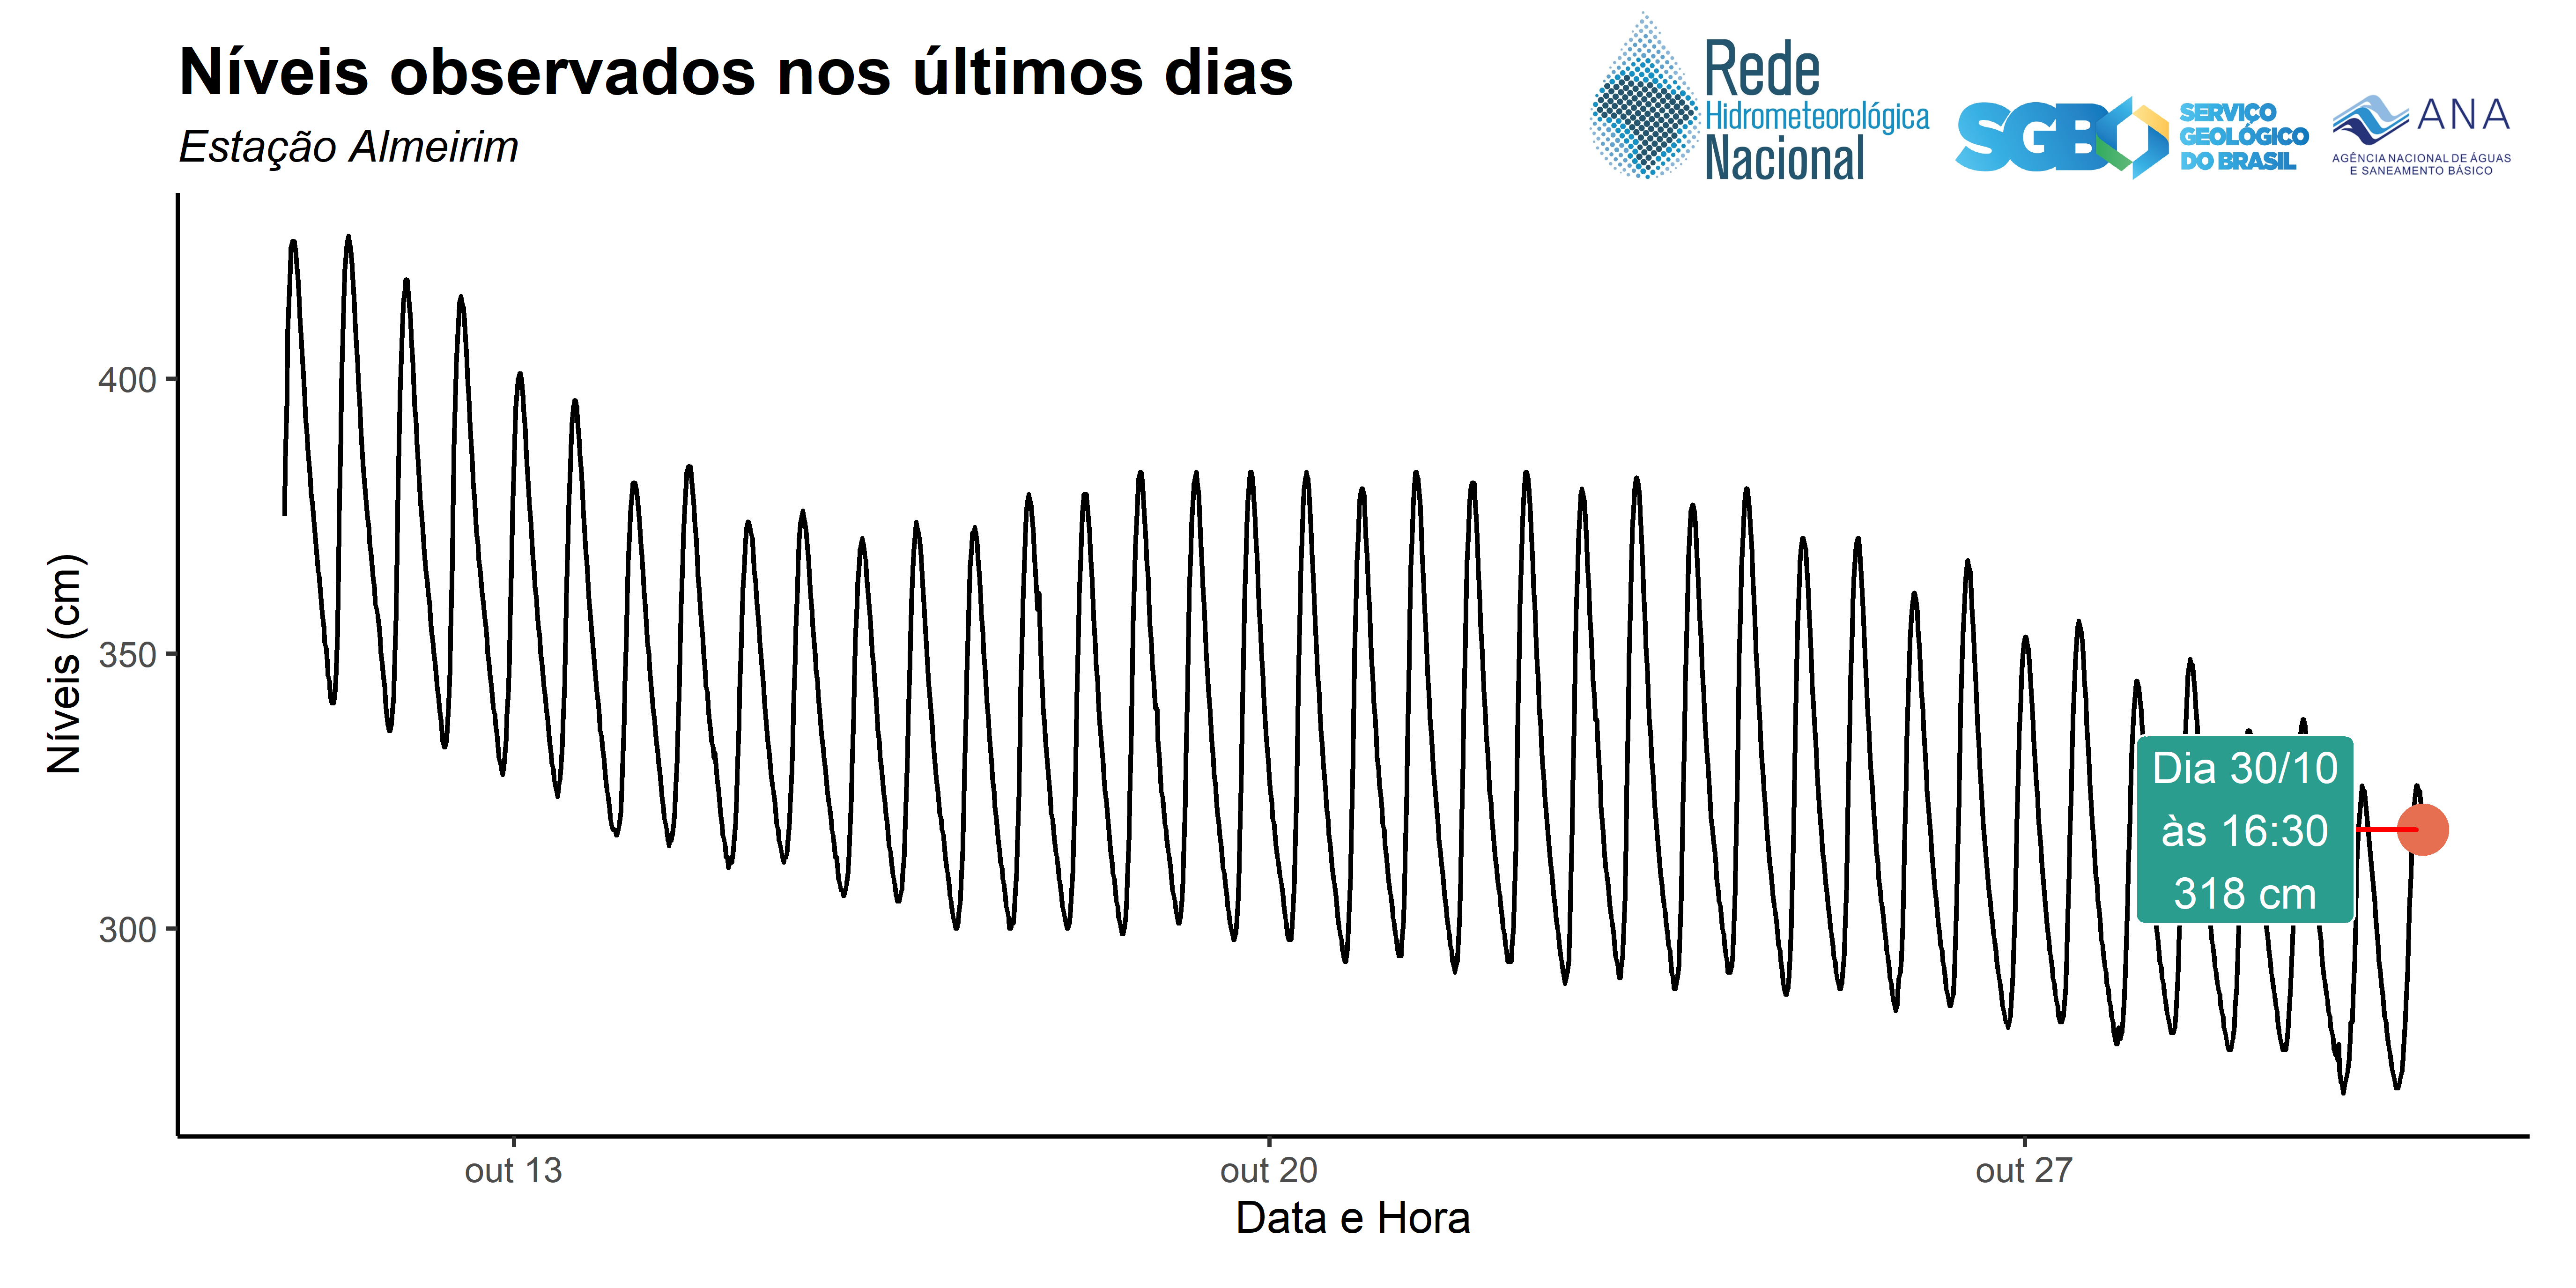 Níveis observados nos últimos dias
Estação Almeirim
Rede
Hidrometeorológica
Nacional
SGB
SERVIÇO
GEOLÓGICO
DO BRASIL
ANA
AGÊNCIA NACIONAL DE ÁGUAS
E SANEAMENTO BÁSICO
Níveis (cm)
400
350
300
Dia 30/10
às 16:30
318 cm
out 13
out 20
out 27
Data e Hora